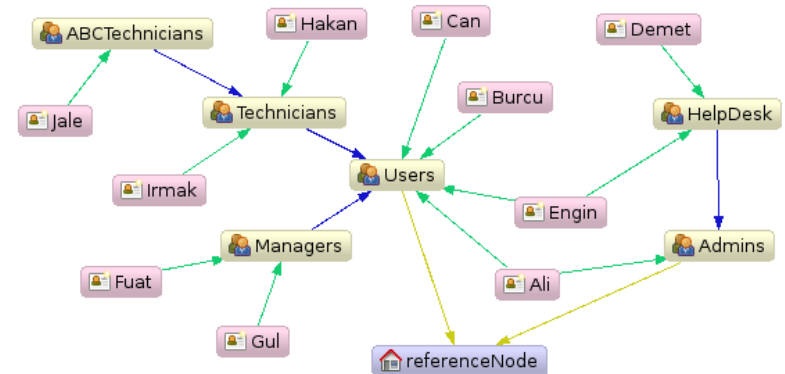 Hakan
Can
ABCTechnicians
Demet
Burcu
Technicians
HelpDesk
Jale
Users
Irmak
Engin
Managers
Admins
Fuat
Ali
Gul
referenceNode